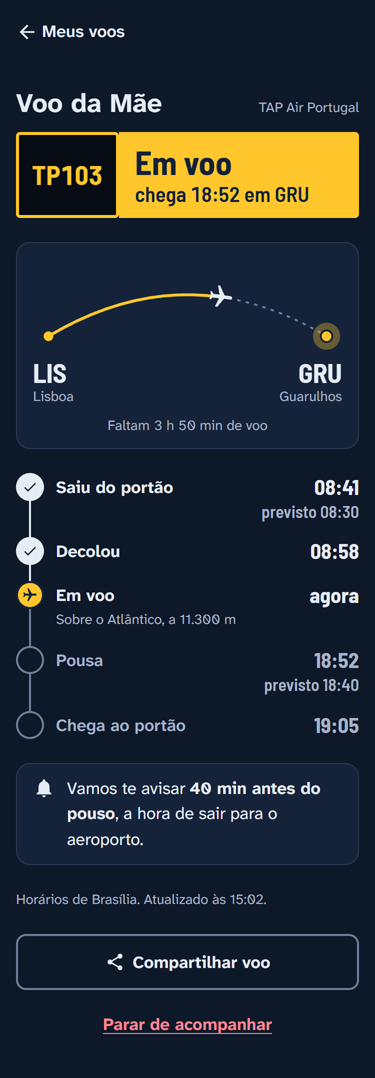 Meus voos
Voo da Mãe
TAP Air Portugal
TP103
Em voo
chega 18:52 em GRU
LIS
Lisboa
GRU
Guarulhos
Faltam 3 h 50 min de voo
Saiu do portão
08:41
previsto 08:30
Decolou
08:58
Em voo
agora
Sobre o Atlântico, a 11.300 m
Pousa
18:52
previsto 18:40
Chega ao portão
19:05
Vamos te avisar 40 min antes do
pouso, a hora de sair para o
aeroporto.
Horários de Brasília. Atualizado às 15:02.
Compartilhar voo
Parar de acompanhar